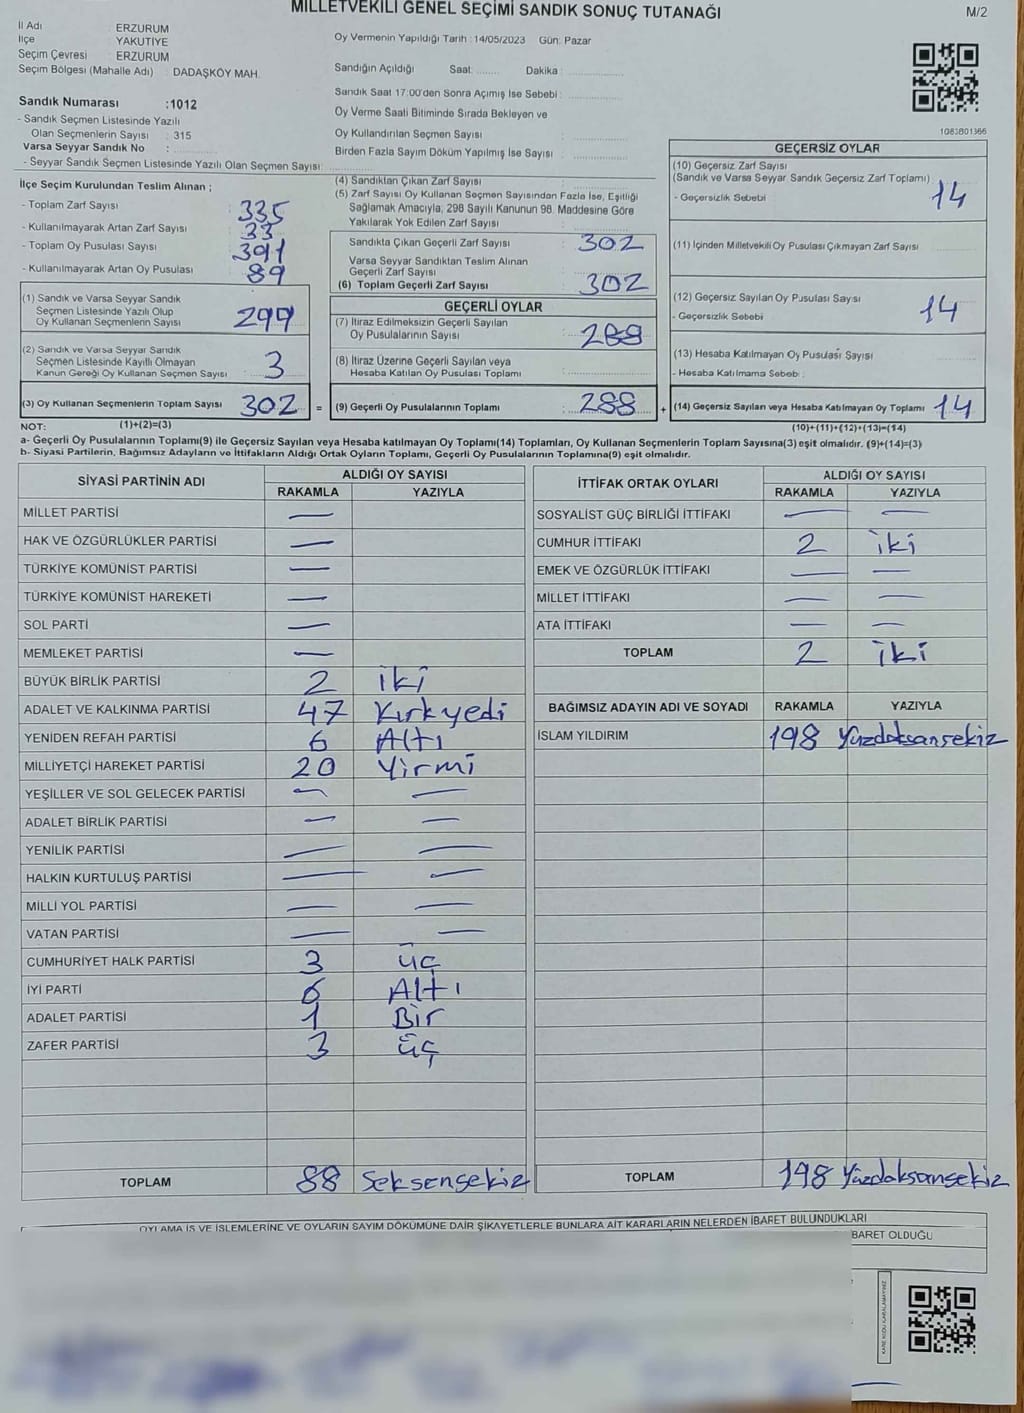 MİLLETVEKİLİ GENEL SEÇİMİ SANDIK SONUÇ TUTANAĞI
M/2
İl Adı ERZURUM
İlçe YAKUTİYE
Seçim Çevresi : ERZURUM
Seçim Bölgesi (Mahalle Adı) : DADAŞKÖY MAH.
Sandık Numarası :1012
- Sandık Seçmen Listesinde Yazılı
Olan Seçmenlerin Sayısı : 315
Varsa Seyyar Sandık No :
- Seyyar Sandık Seçmen Listesinde Yazılı Olan Seçmen Sayısı:
Oy Vermenin Yapıldığı Tarih : 14/05/2023 Gün: Pazar
Sandığın Açıldığı Saat: Dakika :
Sandık Saat 17:00'den Sonra Açımış İse Sebebi :
Oy Verme Saati Bitiminde Sırada Bekleyen ve
Oy Kullandırılan Seçmen Sayısı :
Birden Fazla Sayım Döküm Yapılmış İse Sayısı :
1083801366
İlçe Seçim Kurulundan Teslim Alınan ;
- Toplam Zarf Sayısı : 335
- Kullanılmayarak Artan Zarf Sayısı : 33
- Toplam Oy Pusulası Sayısı : 391
- Kullanılmayarak Artan Oy Pusulası : 89
(1) Sandık ve Varsa Seyyar Sandık
Seçmen Listesinde Yazılı Olup
Oy Kullanan Seçmenlerin Sayısı 299
(2) Sandık ve Varsa Seyyar Sandık
Seçmen Listesinde Kayıtlı Olmayan
Kanun Gereği Oy Kullanan Seçmen Sayısı : 3
(3) Oy Kullanan Seçmenlerin Toplam Sayısı 302 =
(4) Sandıktan Çıkan Zarf Sayısı :
(5) Zarf Sayısı Oy Kullanan Seçmen Sayısından Fazla İse, Eşitliği
Sağlamak Amacıyla, 298 Sayılı Kanunun 98. Maddesine Göre
Yakılarak Yok Edilen Zarf Sayısı :
Sandıkta Çıkan Geçerli Zarf Sayısı : 302
Varsa Seyyar Sandıktan Teslim Alınan
Geçerli Zarf Sayısı :
(6) Toplam Geçerli Zarf Sayısı : 302
GEÇERLİ OYLAR
(7) İtiraz Edilmeksizin Geçerli Sayılan
Oy Pusulalarının Sayısı : 288
(8) İtiraz Üzerine Geçerli Sayılan veya
Hesaba Katılan Oy Pusulası Toplamı :
(9) Geçerli Oy Pusulalarının Toplamı : 288 +
GEÇERSİZ OYLAR
(10) Geçersiz Zarf Sayısı
(Sandık ve Varsa Seyyar Sandık Geçersiz Zarf Toplamı) : 14
- Geçersizlik Sebebi :
(11) İçinden Milletvekili Oy Pusulası Çıkmayan Zarf Sayısı :
(12) Geçersiz Sayılan Oy Pusulası Sayısı : 14
- Geçersizlik Sebebi :
(13) Hesaba Katılmayan Oy Pusulası Sayısı :
- Hesaba Katılmama Sebebi :
(14) Geçersiz Sayılan veya Hesaba Katılmayan Oy Toplamı 14
NOT: (1)+(2)=(3) (10)+(11)+(12)+(13)=(14)
a- Geçerli Oy Pusulalarının Toplamı(9) ile Geçersiz Sayılan veya Hesaba katılmayan Oy Toplamı(14) Toplamları, Oy Kullanan Seçmenlerin Toplam Sayısına(3) eşit olmalıdır. (9)+(14)=(3)
b- Siyasi Partilerin, Bağımsız Adayların ve İttifakların Aldığı Ortak Oyların Toplamı, Geçerli Oy Pusulalarının Toplamına(9) eşit olmalıdır.
SİYASİ PARTİNİN ADI ALDIĞI OY SAYISI
RAKAMLA YAZIYLA
MİLLET PARTİSİ —
HAK VE ÖZGÜRLÜKLER PARTİSİ —
TÜRKİYE KOMÜNİST PARTİSİ —
TÜRKİYE KOMÜNİST HAREKETİ —
SOL PARTİ —
MEMLEKET PARTİSİ —
BÜYÜK BİRLİK PARTİSİ 2 iki
ADALET VE KALKINMA PARTİSİ 47 Kırkyedi
YENİDEN REFAH PARTİSİ 6 Altı
MİLLİYETÇİ HAREKET PARTİSİ 20 Yirmi
YEŞİLLER VE SOL GELECEK PARTİSİ — —
ADALET BİRLİK PARTİSİ — —
YENİLİK PARTİSİ — —
HALKIN KURTULUŞ PARTİSİ — —
MİLLİ YOL PARTİSİ — —
VATAN PARTİSİ — —
CUMHURİYET HALK PARTİSİ 3 üç
İYİ PARTİ 6 Altı
ADALET PARTİSİ 1 Bir
ZAFER PARTİSİ 3 üç
TOPLAM 88 Seksensekiz
İTTİFAK ORTAK OYLARI ALDIĞI OY SAYISI
RAKAMLA YAZIYLA
SOSYALİST GÜÇ BİRLİĞİ İTTİFAKI — —
CUMHUR İTTİFAKI 2 iki
EMEK VE ÖZGÜRLÜK İTTİFAKI — —
MİLLET İTTİFAKI — —
ATA İTTİFAKI — —
TOPLAM 2 iki
BAĞIMSIZ ADAYIN ADI VE SOYADI RAKAMLA YAZIYLA
İSLAM YILDIRIM 198 Yüzdoksansekiz
TOPLAM 198 Yüzdoksansekiz
OYLAMA İŞ VE İŞLEMLERİNE VE OYLARIN SAYIM DÖKÜMÜNE DAİR ŞİKAYETLERLE BUNLARA AİT KARARLARIN NELERDEN İBARET BULUNDUKLARI
BARET OLDUĞU
KARE KODU KARALAMAYINIZ